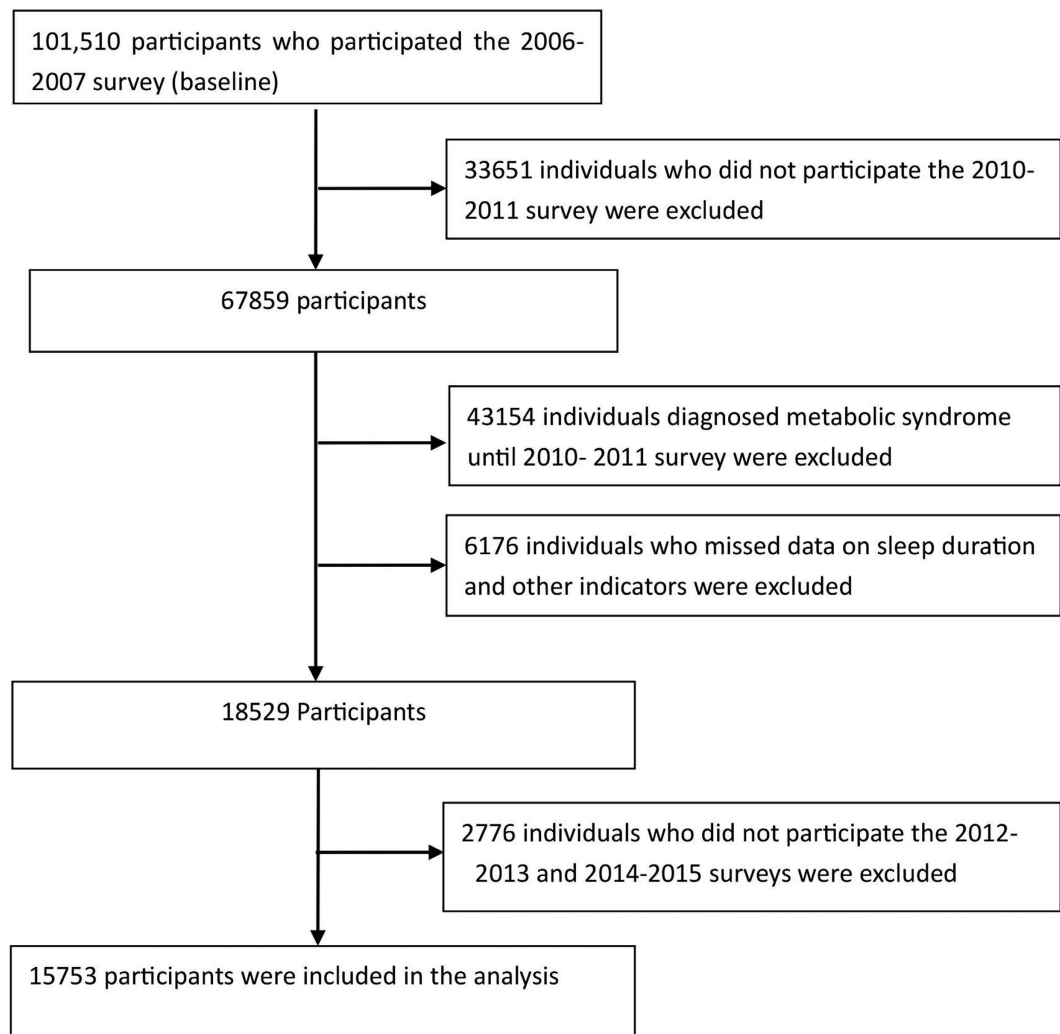 101,510 participants who participated the 2006-
2007 survey (baseline)
33651 individuals who did not participate the 2010-
2011 survey were excluded
67859 participants
43154 individuals diagnosed metabolic syndrome
until 2010- 2011 survey were excluded
6176 individuals who missed data on sleep duration
and other indicators were excluded
18529 Participants
2776 individuals who did not participate the 2012-
2013 and 2014-2015 surveys were excluded
15753 participants were included in the analysis